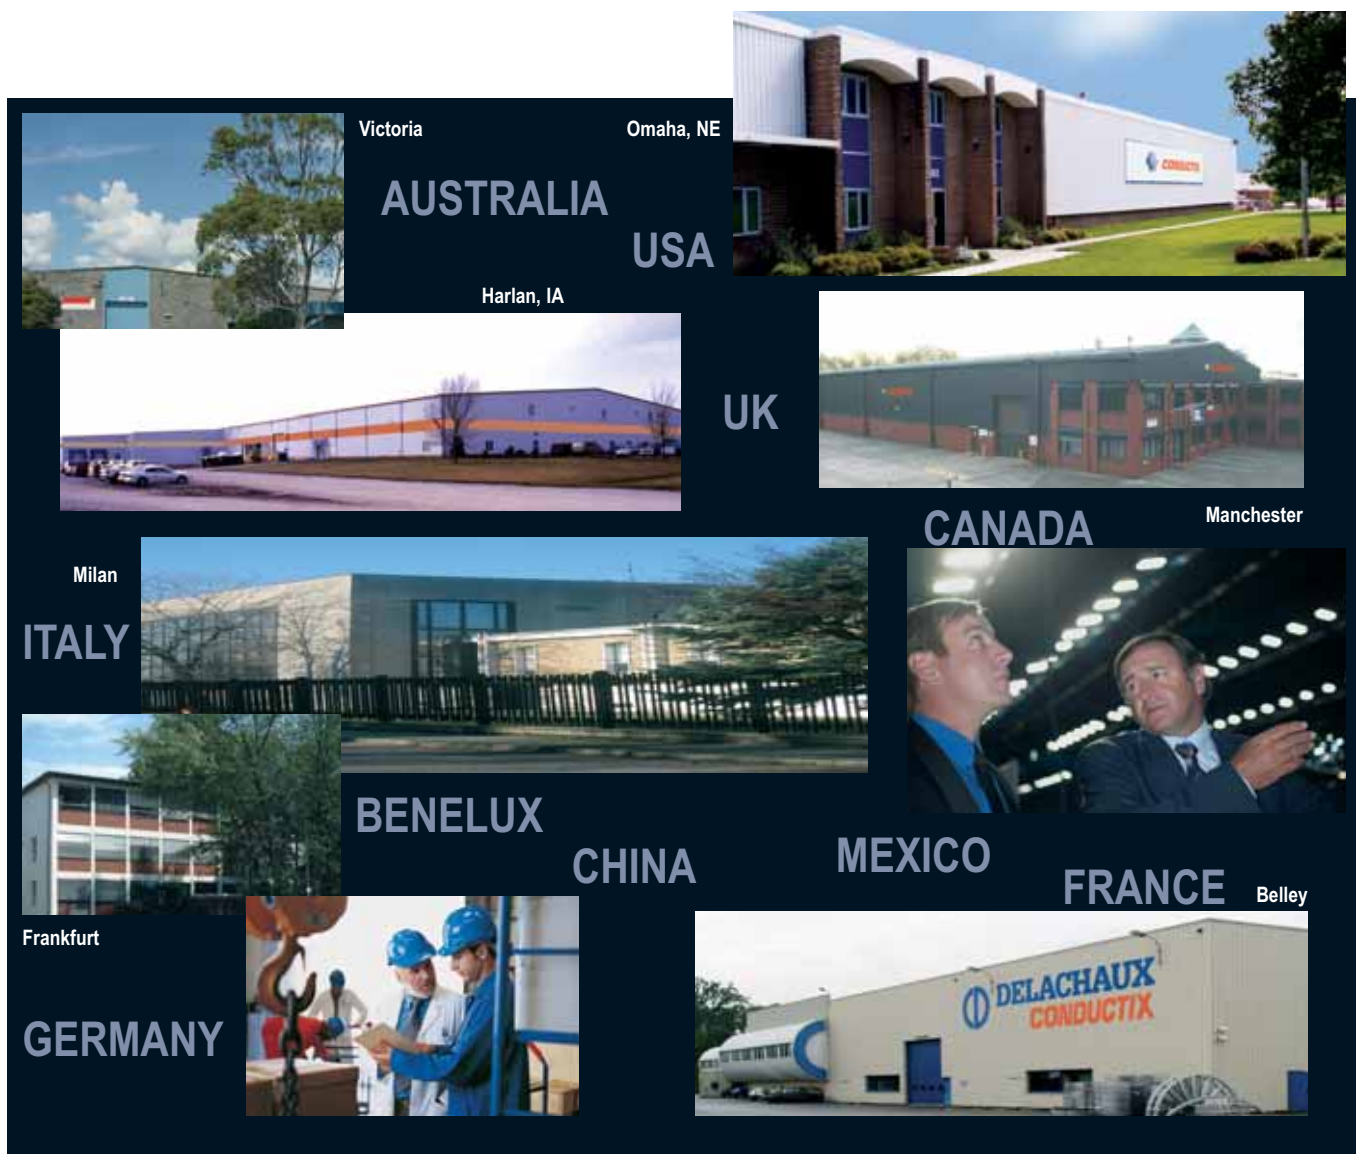 Victoria
Omaha, NE
AUSTRALIA
USA
CONDUCTIX
Harlan, IA
UK
CANADA
Manchester
Milan
ITALY
BENELUX
CHINA
MEXICO
FRANCE
Belley
Frankfurt
GERMANY
DELACHAUX
CONDUCTIX